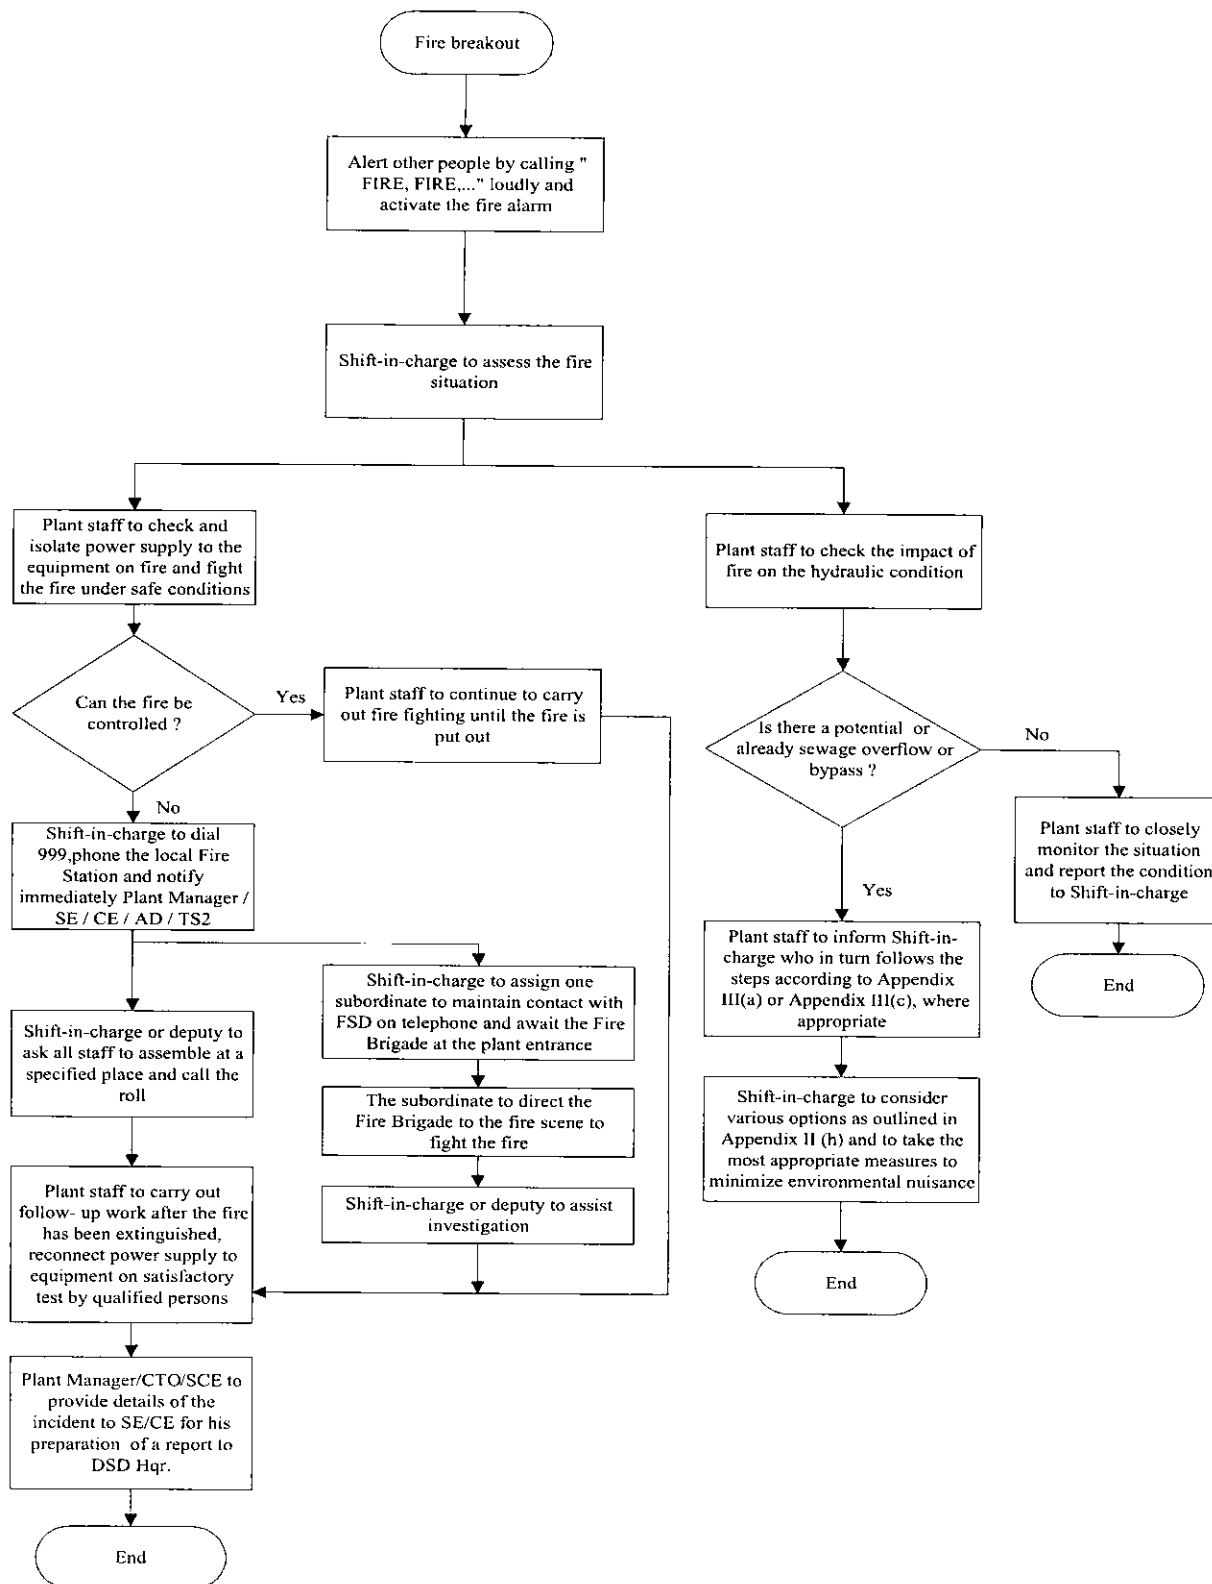 Fire breakout
Alert other people by calling "
FIRE, FIRE,..." loudly and
activate the fire alarm
Shift-in-charge to assess the fire
situation
Plant staff to check and
isolate power supply to the
equipment on fire and fight
the fire under safe conditions
Can the fire be
controlled ?
Yes
Plant staff to continue to carry
out fire fighting until the fire is
put out
No
Shift-in-charge to dial
999,phone the local Fire
Station and notify
immediately Plant Manager /
SE / CE / AD / TS2
Shift-in-charge or deputy to
ask all staff to assemble at a
specified place and call the
roll
Shift-in-charge to assign one
subordinate to maintain contact with
FSD on telephone and await the Fire
Brigade at the plant entrance
The subordinate to direct the
Fire Brigade to the fire scene to
fight the fire
Shift-in-charge or deputy to assist
investigation
Plant staff to carry out
follow- up work after the fire
has been extinguished,
reconnect power supply to
equipment on satisfactory
test by qualified persons
Plant Manager/CTO/SCE to
provide details of the
incident to SE/CE for his
preparation of a report to
DSD Hqr.
End
Plant staff to check the impact of
fire on the hydraulic condition
Is there a potential or
already sewage overflow or
bypass ?
No
Plant staff to closely
monitor the situation
and report the condition
to Shift-in-charge
End
Yes
Plant staff to inform Shift-in-
charge who in turn follows the
steps according to Appendix
III(a) or Appendix III(c), where
appropriate
Shift-in-charge to consider
various options as outlined in
Appendix II (h) and to take the
most appropriate measures to
minimize environmental nuisance
End